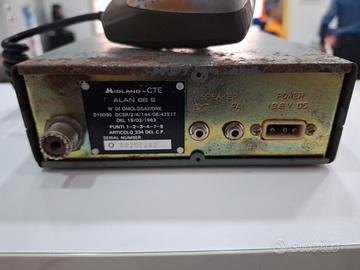 MIDLAND-CTE
ALAN 68 S
N° DI OMOLOGAZIONE
DCSR/2/4/144/06/42517
DEL 15/03/1983
PUNTI 1-2-3-4-7-8
ARTICOLO 334 DEL C.P.
SERIAL NUMBER
SPEAKER
EXT PA
POWER
13.8 V DC
subito